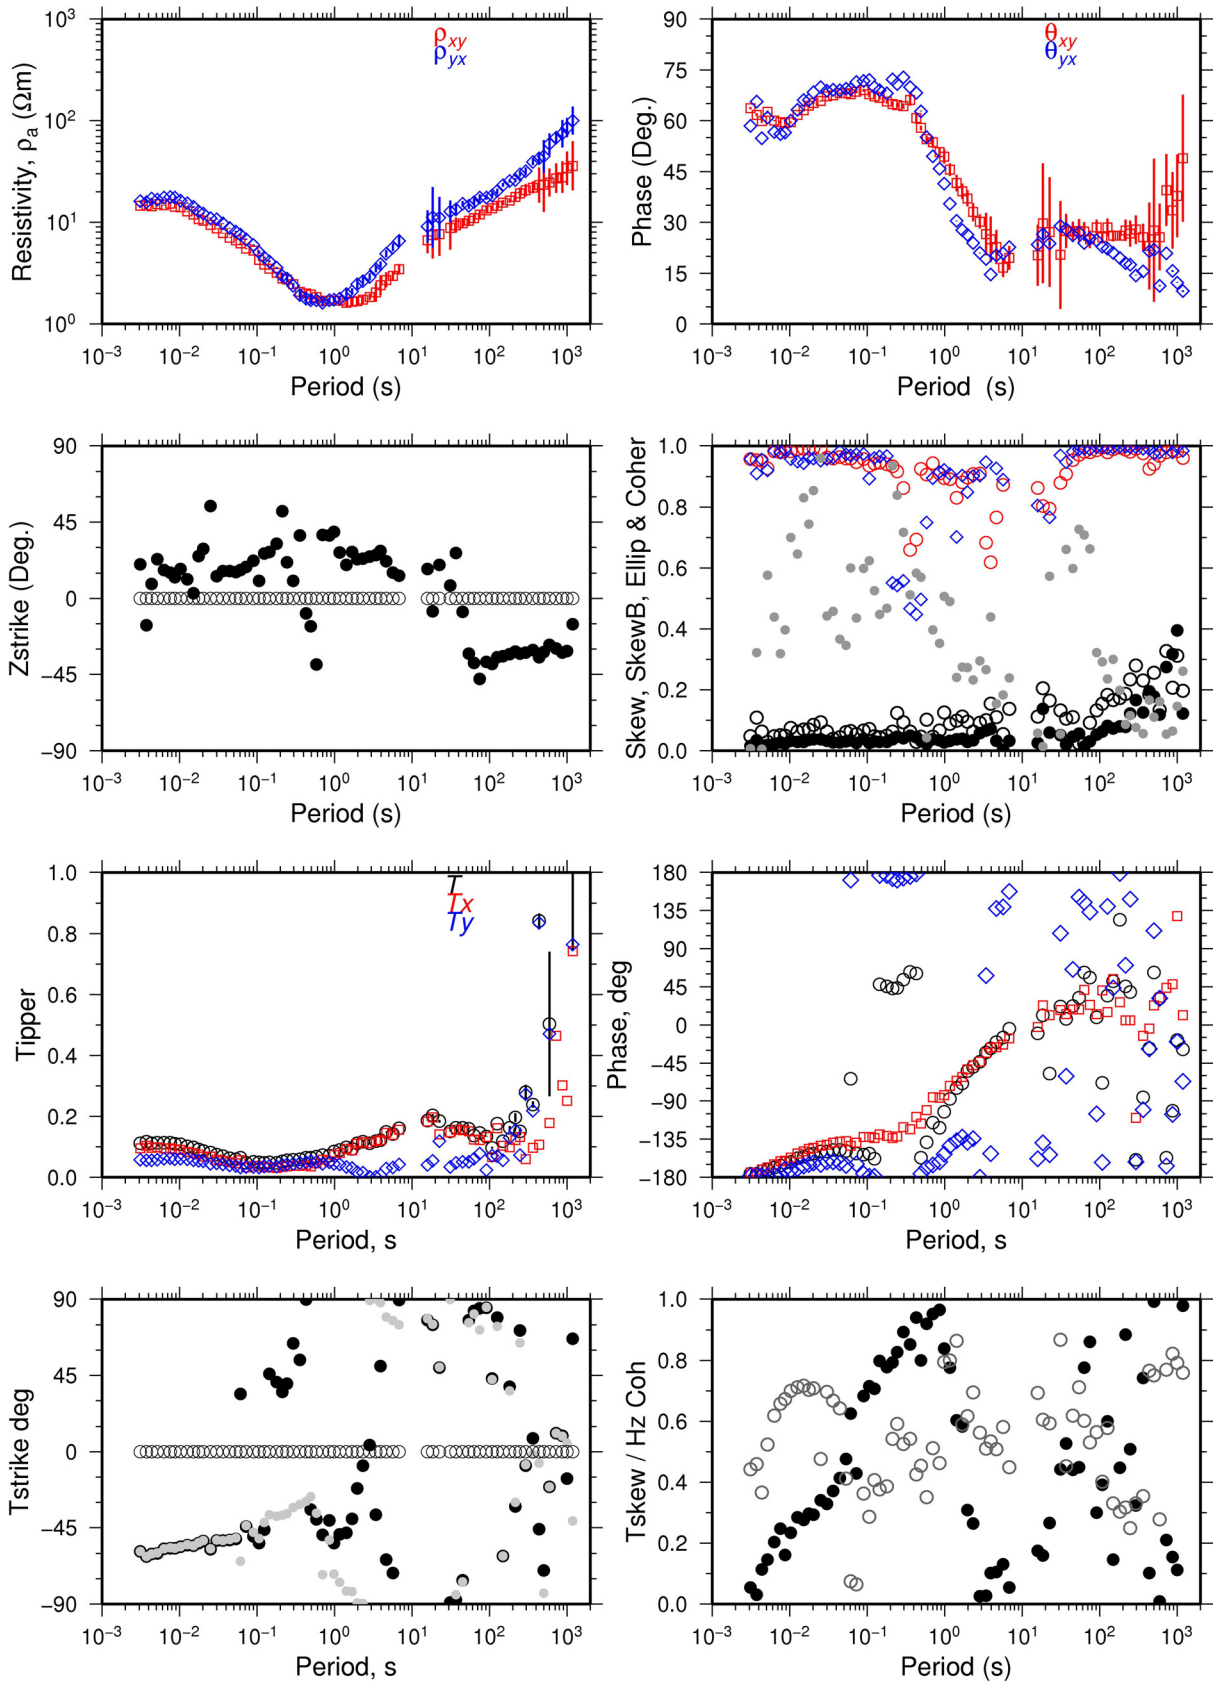 Resistivity, ρa (Ωm)
10³
10²
10¹
10⁰
ρxy
ρyx
10⁻³ 10⁻² 10⁻¹ 10⁰ 10¹ 10² 10³
Period (s)
Phase (Deg.)
90
75
60
45
30
15
0
θxy
θyx
10⁻³ 10⁻² 10⁻¹ 10⁰ 10¹ 10² 10³
Period (s)
Zstrike (Deg.)
90
45
0
−45
−90
10⁻³ 10⁻² 10⁻¹ 10⁰ 10¹ 10² 10³
Period (s)
Skew, SkewB, Ellip & Coher
1.0
0.8
0.6
0.4
0.2
0.0
10⁻³ 10⁻² 10⁻¹ 10⁰ 10¹ 10² 10³
Period (s)
Tipper
1.0
0.8
0.6
0.4
0.2
0.0
T
Tx
Ty
10⁻³ 10⁻² 10⁻¹ 10⁰ 10¹ 10² 10³
Period, s
Phase, deg
180
135
90
45
0
−45
−90
−135
−180
10⁻³ 10⁻² 10⁻¹ 10⁰ 10¹ 10² 10³
Period, s
Tstrike deg
90
45
0
−45
−90
10⁻³ 10⁻² 10⁻¹ 10⁰ 10¹ 10² 10³
Period, s
Tskew / Hz Coh
1.0
0.8
0.6
0.4
0.2
0.0
10⁻³ 10⁻² 10⁻¹ 10⁰ 10¹ 10² 10³
Period (s)